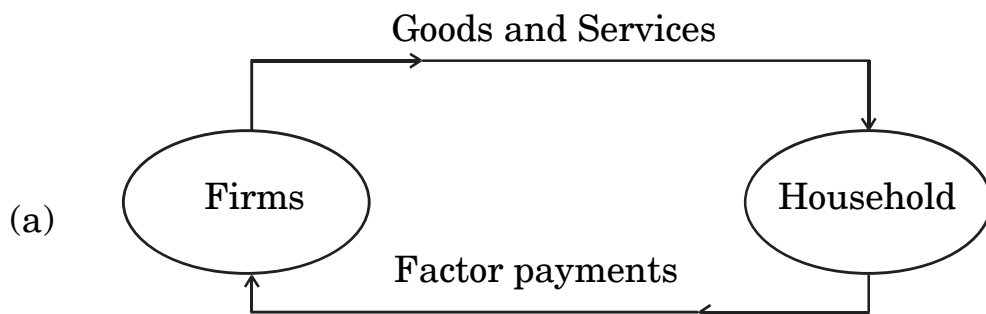 Goods and Services
Firms
Household
(a)
Factor payments